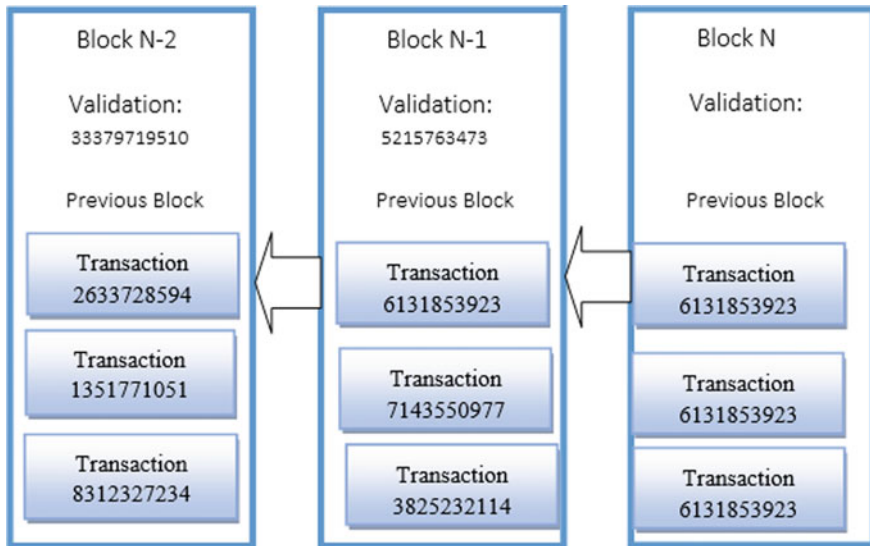 Block N-2
Validation:
33379719510
Previous Block
Transaction
2633728594
Transaction
1351771051
Transaction
8312327234
Block N-1
Validation:
5215763473
Previous Block
Transaction
6131853923
Transaction
7143550977
Transaction
3825232114
Block N
Validation:
Previous Block
Transaction
6131853923
Transaction
6131853923
Transaction
6131853923